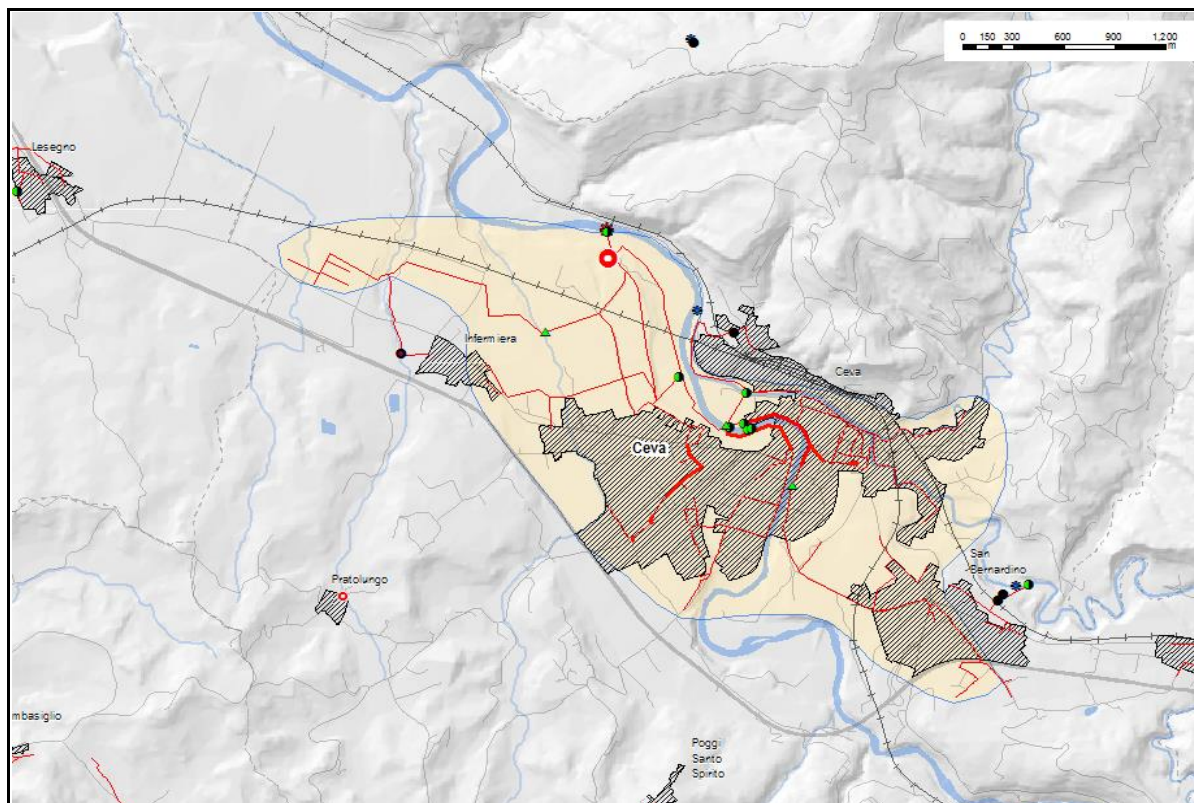 0 150 300 600 900 1,200
m
Lesegno
Infermiera
Ceva
Ceva
San
Bernardino
Pratolungo
mbasiglio
Poggi
Santo
Spirito